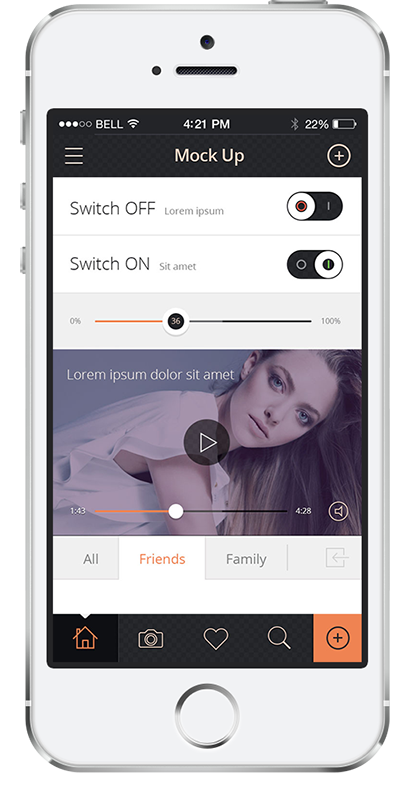 BELL 4:21 PM 22%
Mock Up
Switch OFF Lorem ipsum
Switch ON Sit amet
0% 36 100%
Lorem ipsum dolor sit amet
1:43 4:28
All Friends Family